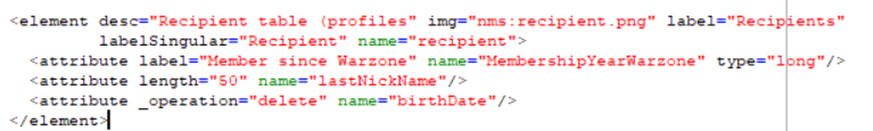 <element desc="Recipient table (profiles" img="nms:recipient.png" label="Recipients"
labelSingular="Recipient" name="recipient">
<attribute label="Member since Warzone" name="MembershipYearWarzone" type="long"/>
<attribute length="50" name="lastNickName"/>
<attribute _operation="delete" name="birthDate"/>
</element>